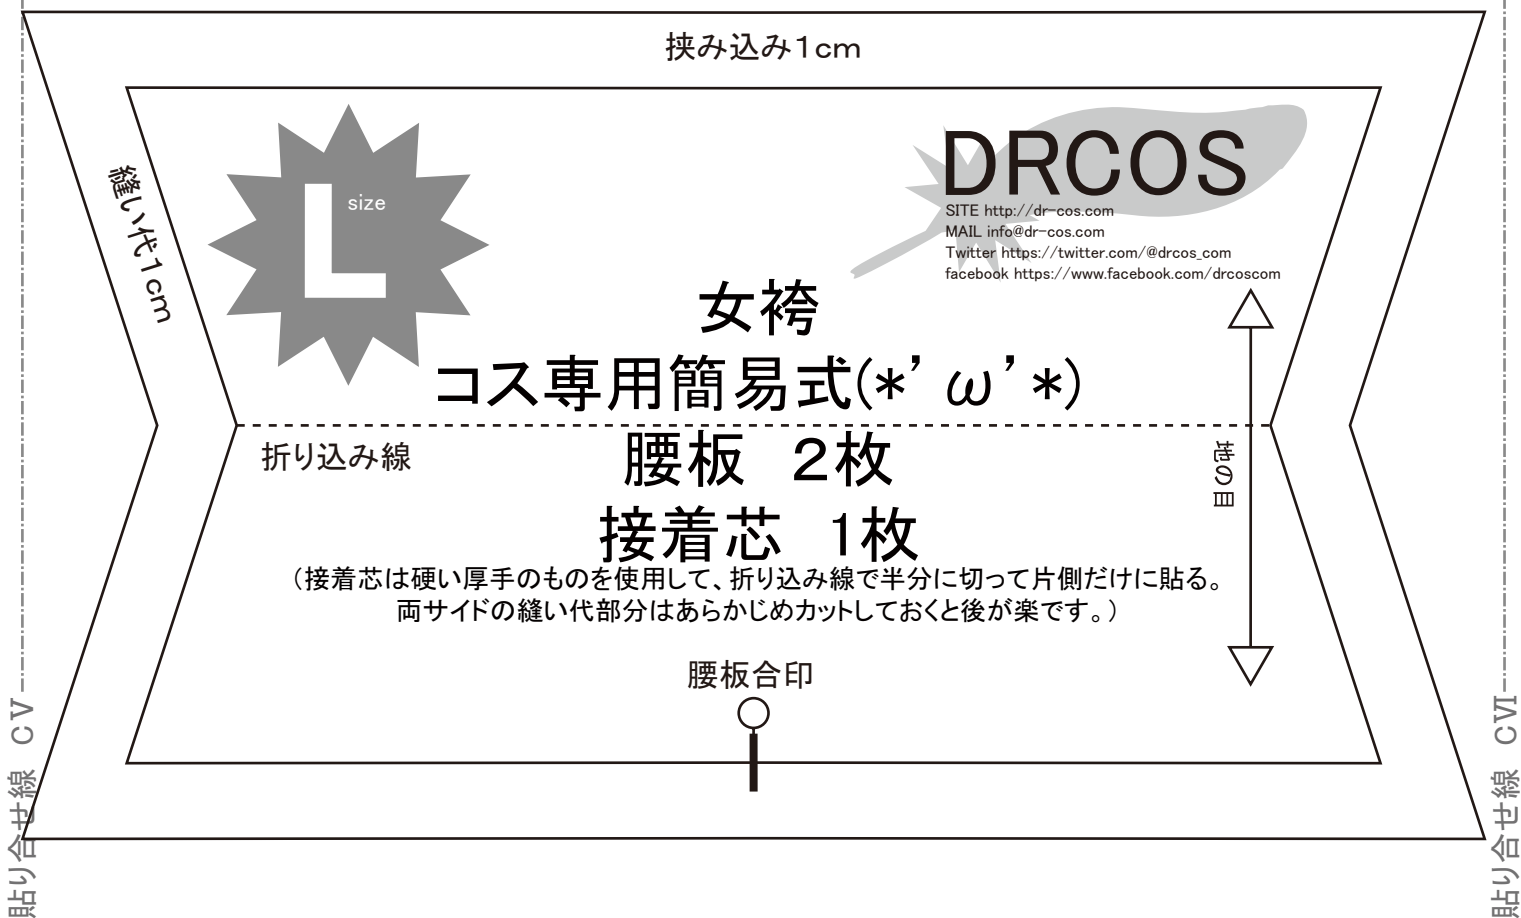 挟み込み1cm
縫い代1cm
L size
DRCOS
SITE http://dr-cos.com
MAIL info@dr-cos.com
Twitter https://twitter.com/@drcos_com
facebook https://www.facebook.com/drcoscom
女袴
コス専用簡易式(*’ω’*)
折り込み線
腰板　2枚
地の目
接着芯　1枚
(接着芯は硬い厚手のものを使用して、折り込み線で半分に切って片側だけに貼る。
両サイドの縫い代部分はあらかじめカットしておくと後が楽です。)
腰板合印
貼り合せ線　CⅤ
貼り合せ線　CⅥ